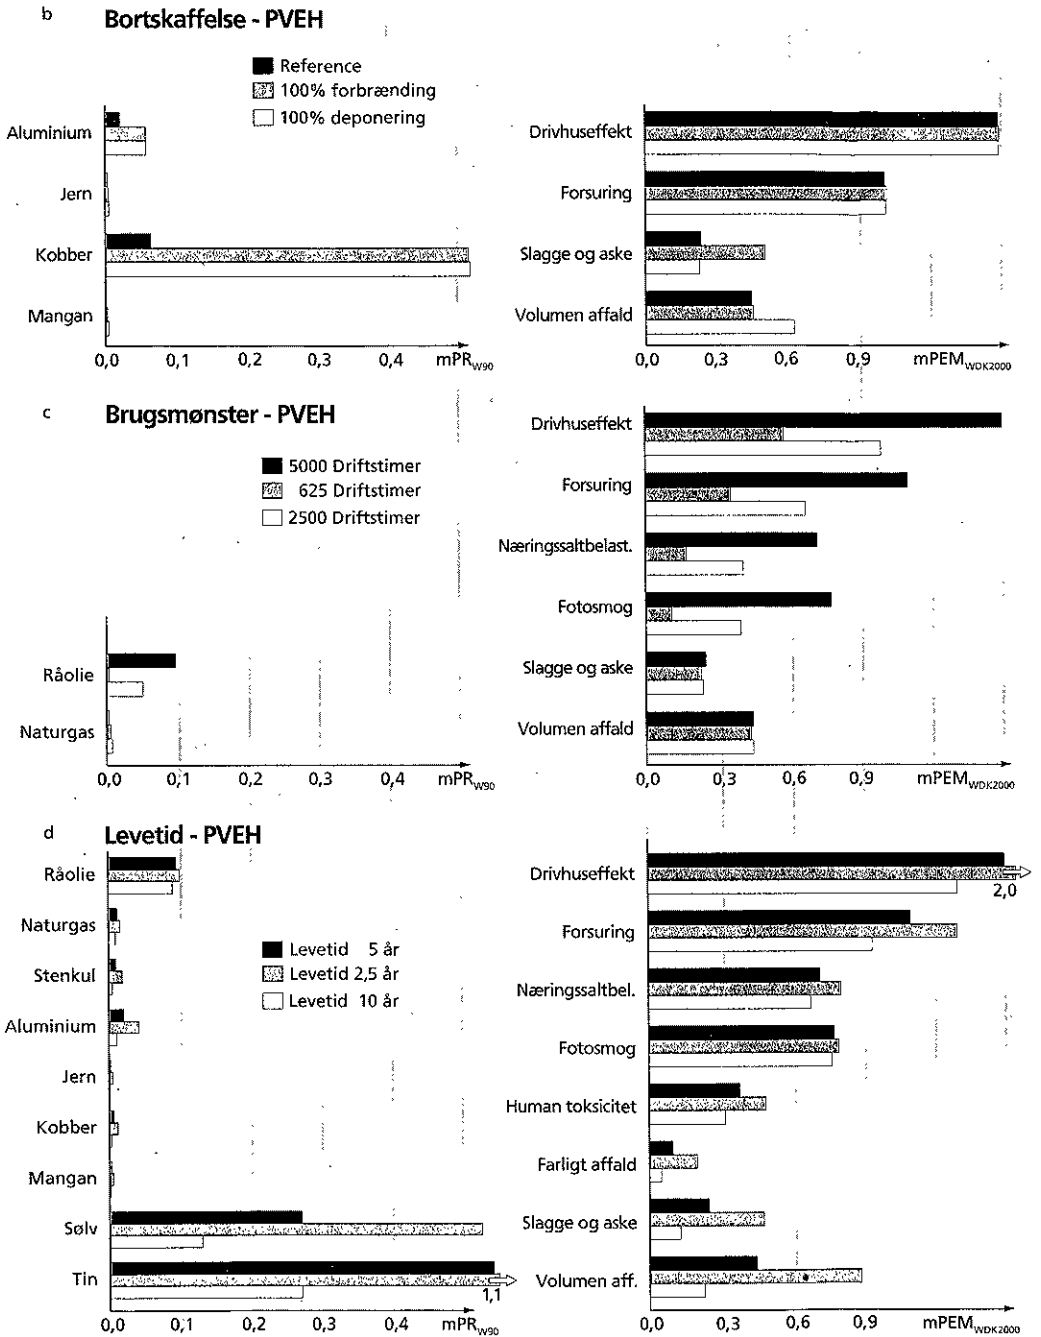 b Bortskaffelse - PVEH
Reference
100% forbrænding
100% deponering
Aluminium
Jern
Kobber
Mangan
0,0 0,1 0,2 0,3 0,4 mPR_W90
Drivhuseffekt
Forsuring
Slagge og aske
Volumen affald
0,0 0,3 0,6 0,9 mPEM_WDK2000
c Brugsmønster - PVEH
5000 Driftstimer
625 Driftstimer
2500 Driftstimer
Råolie
Naturgas
0,0 0,1 0,2 0,3 0,4 mPR_W90
Drivhuseffekt
Forsuring
Næringssaltbelast.
Fotosmog
Slagge og aske
Volumen affald
0,0 0,3 0,6 0,9 mPEM_WDK2000
d Levetid - PVEH
Levetid 5 år
Levetid 2,5 år
Levetid 10 år
Råolie
Naturgas
Stenkul
Aluminium
Jern
Kobber
Mangan
Sølv
Tin
1,1
0,0 0,1 0,2 0,3 0,4 mPR_W90
Drivhuseffekt
2,0
Forsuring
Næringssaltbel.
Fotosmog
Human toksicitet
Farligt affald
Slagge og aske
Volumen aff.
0,0 0,3 0,6 0,9 mPEM_WDK2000